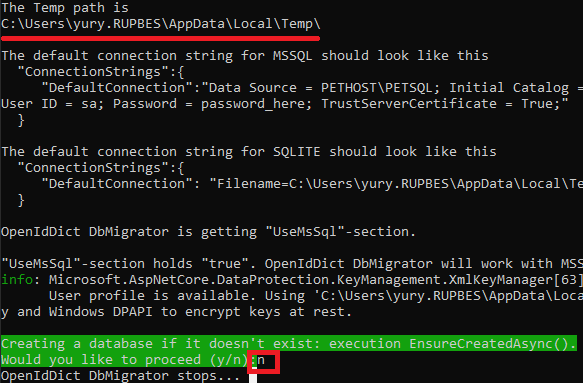 The Temp path is
C:\Users\yury.RUPBES\AppData\Local\Temp\
The default connection string for MSSQL should look like this
"ConnectionStrings":{
"DefaultConnection":"Data Source = PETHOST\PETSQL; Initial Catalog =
User ID = sa; Password = password_here; TrustServerCertificate = True;"
}
The default connection string for SQLITE should look like this
"ConnectionStrings":{
"DefaultConnection": "Filename=C:\Users\yury.RUPBES\AppData\Local\Te
}
OpenIdDict DbMigrator is getting "UseMsSql"-section.
"UseMsSql"-section holds "true". OpenIdDict DbMigrator will work with MSS
info: Microsoft.AspNetCore.DataProtection.KeyManagement.XmlKeyManager[63]
User profile is available. Using 'C:\Users\yury.RUPBES\AppData\Loca
y and Windows DPAPI to encrypt keys at rest.
Creating a database if it doesn't exist: execution EnsureCreatedAsync().
Would you like to proceed (y/n):n
OpenIdDict DbMigrator stops...